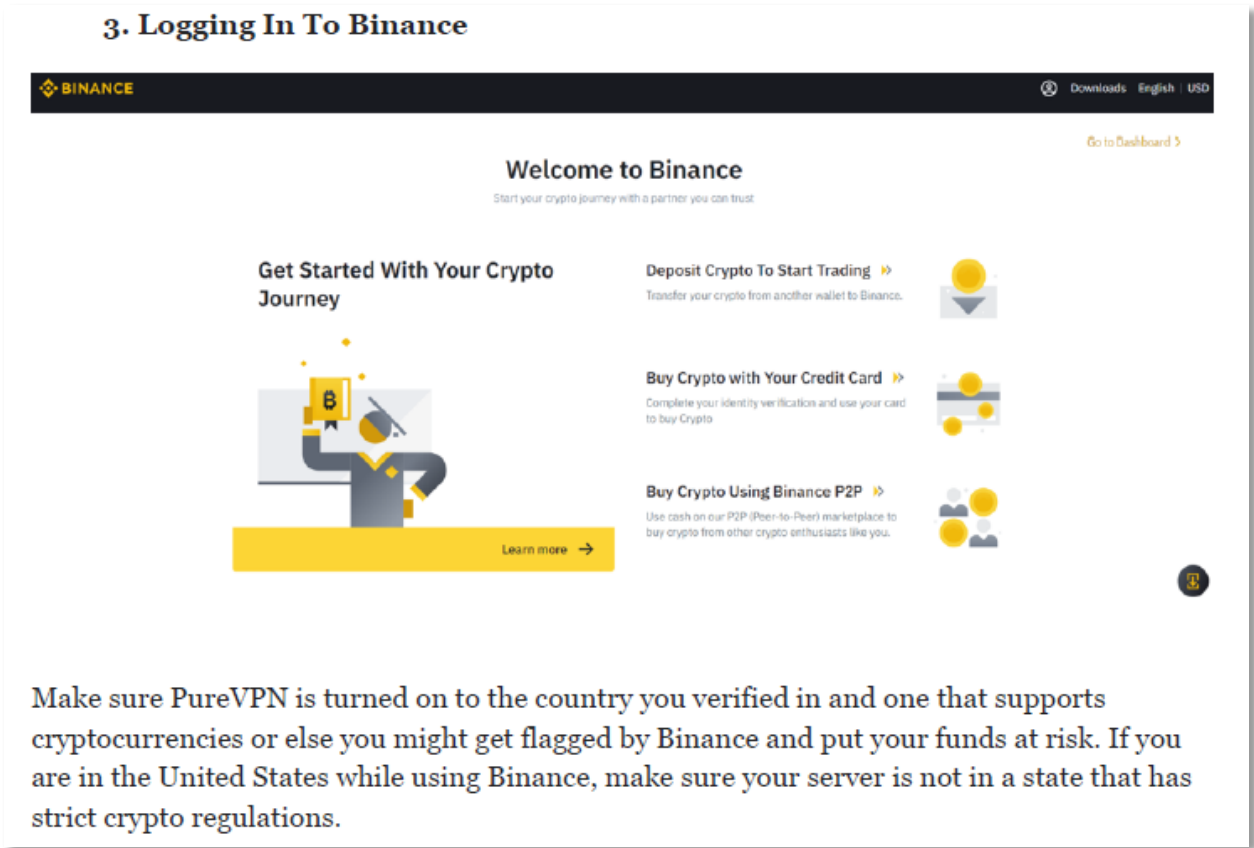 3. Logging In To Binance
BINANCE
Downloads English | USD
Go to Dashboard
Welcome to Binance
Start your crypto journey with a partner you can trust
Get Started With Your Crypto
Journey
Learn more →
Deposit Crypto To Start Trading
Transfer your crypto from another wallet to Binance.
Buy Crypto with Your Credit Card
Complete your identity verification and use your card
to buy Crypto
Buy Crypto Using Binance P2P
Use cash on our P2P (Peer-to-Peer) marketplace to
buy crypto from other crypto enthusiasts like you.
Make sure PureVPN is turned on to the country you verified in and one that supports
cryptocurrencies or else you might get flagged by Binance and put your funds at risk. If you
are in the United States while using Binance, make sure your server is not in a state that has
strict crypto regulations.